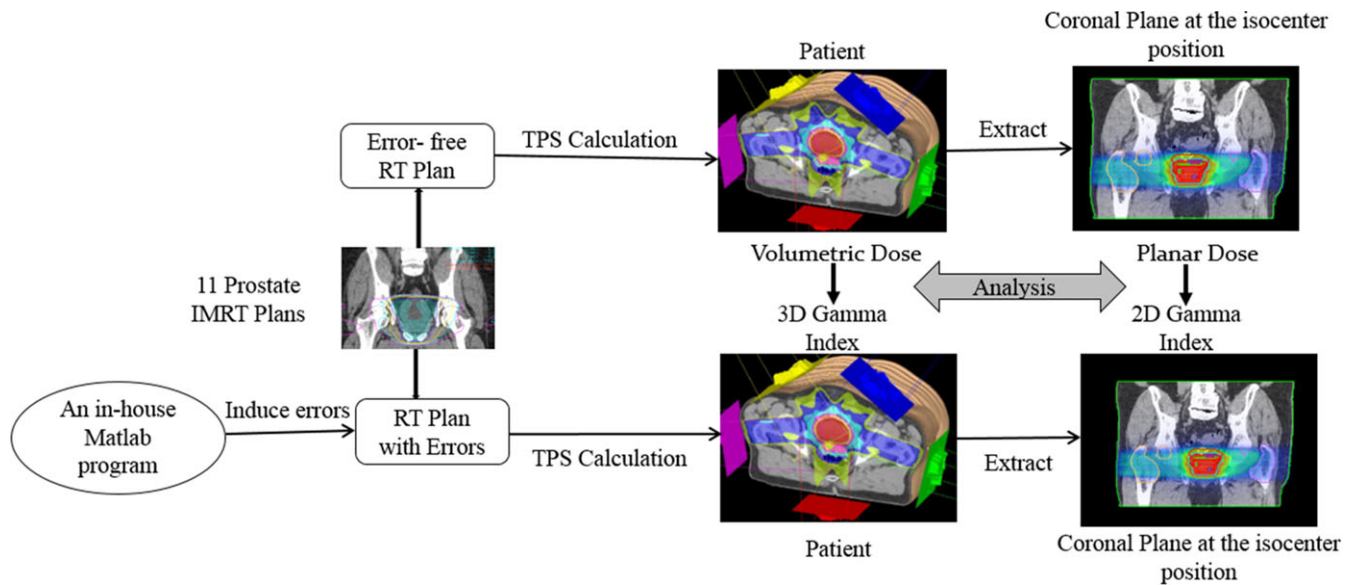 Coronal Plane at the isocenter
position
Patient
Error- free
RT Plan
TPS Calculation
Extract
11 Prostate
IMRT Plans
Volumetric Dose
Planar Dose
Analysis
3D Gamma
Index
2D Gamma
Index
An in-house
Matlab
program
Induce errors
RT Plan
with Errors
TPS Calculation
Extract
Patient
Coronal Plane at the isocenter
position